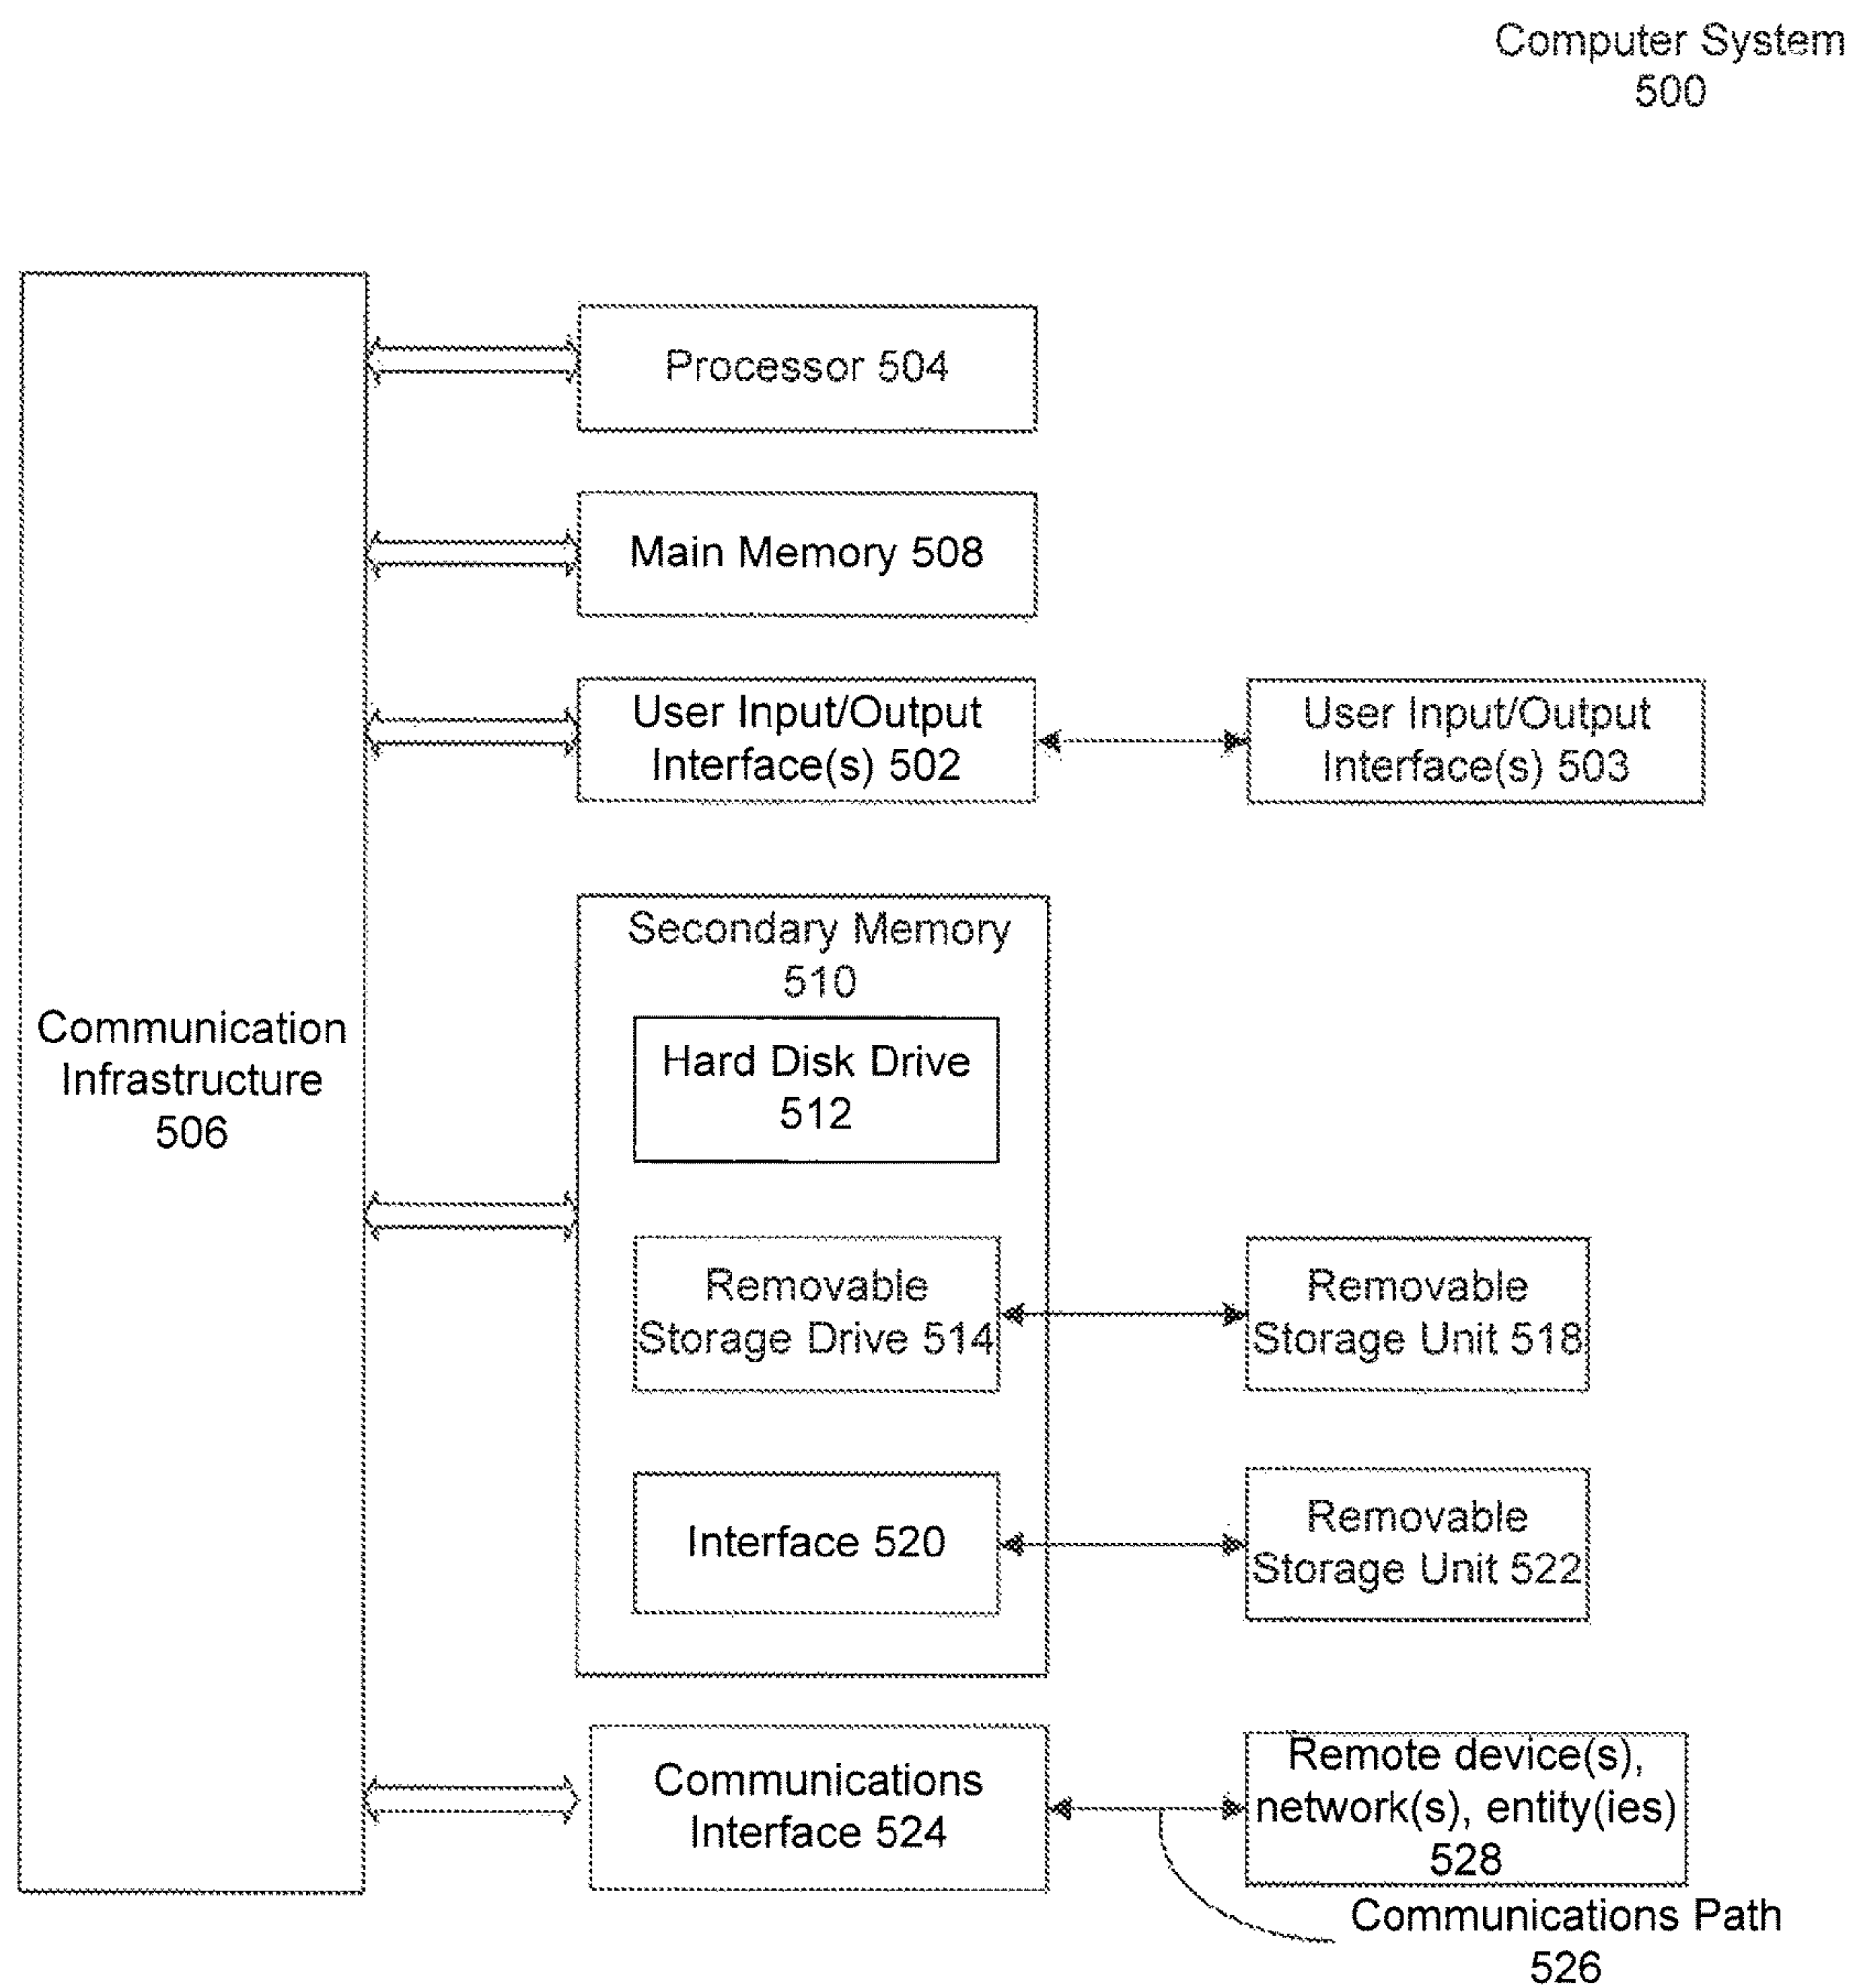 Computer System
500
Processor 504
Main Memory 508
User Input/Output
Interface(s) 502
User Input/Output
Interface(s) 503
Communication
Infrastructure
506
Secondary Memory
510
Hard Disk Drive
512
Removable
Storage Drive 514
Removable
Storage Unit 518
Interface 520
Removable
Storage Unit 522
Communications
Interface 524
Remote device(s),
network(s), entity(ies)
528
Communications Path
526